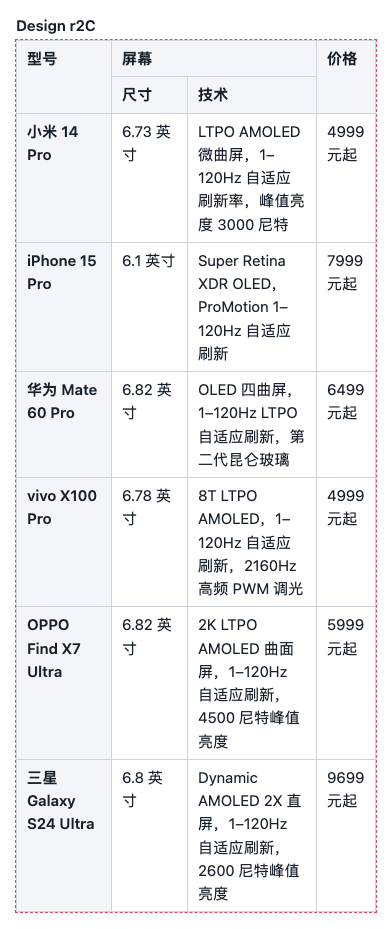 Design r2C
型号
屏幕
价格
尺寸
技术
小米 14
Pro
6.73 英
寸
LTPO AMOLED
微曲屏，1–
120Hz 自适应
刷新率，峰值亮
度 3000 尼特
4999
元起
iPhone 15
Pro
6.1 英寸
Super Retina
XDR OLED，
ProMotion 1–
120Hz 自适应
刷新
7999
元起
华为 Mate
60 Pro
6.82 英
寸
OLED 四曲屏，
1–120Hz LTPO
自适应刷新，第
二代昆仑玻璃
6499
元起
vivo X100
Pro
6.78 英
寸
8T LTPO
AMOLED，1–
120Hz 自适应
刷新，2160Hz
高频 PWM 调光
4999
元起
OPPO
Find X7
Ultra
6.82 英
寸
2K LTPO
AMOLED 曲面
屏，1–120Hz
自适应刷新，
4500 尼特峰值
亮度
5999
元起
三星
Galaxy
S24 Ultra
6.8 英
寸
Dynamic
AMOLED 2X 直
屏，1–120Hz
自适应刷新，
2600 尼特峰值
亮度
9699
元起